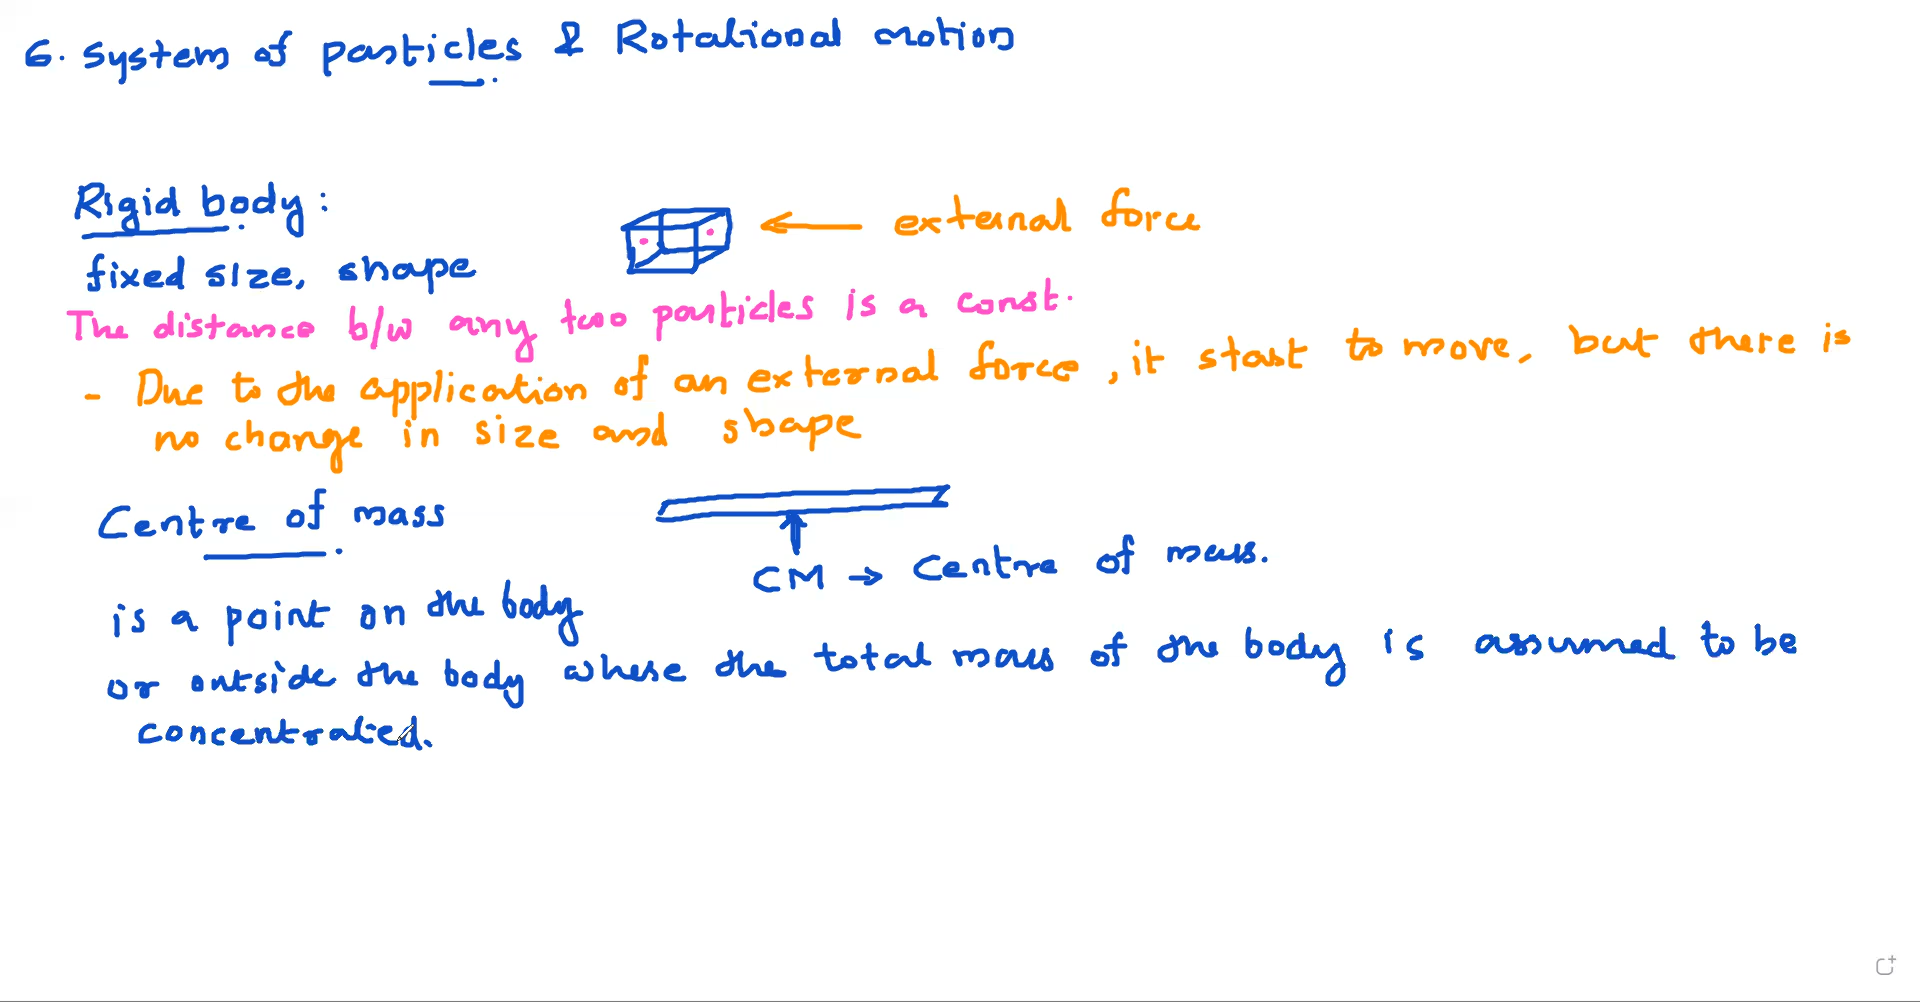 6. System of particles & Rotational motion
Rigid body:
external force
fixed size, shape
The distance b/w any two particles is a const.
- Due to the application of an external force, it start to move, but there is
no change in size and shape
Centre of mass
CM → Centre of mass.
is a point on the body
or outside the body where the total mass of the body is assumed to be
concentrated.